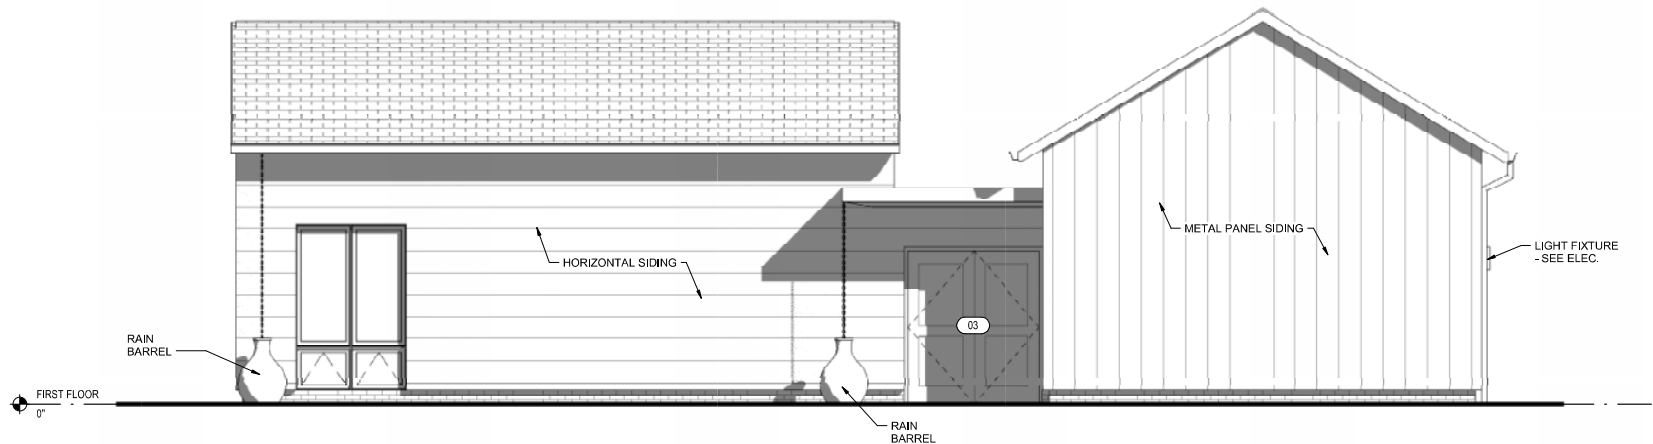 METAL PANEL SIDING
LIGHT FIXTURE
- SEE ELEC.
HORIZONTAL SIDING
03
RAIN
BARREL
FIRST FLOOR
0"
RAIN
BARREL